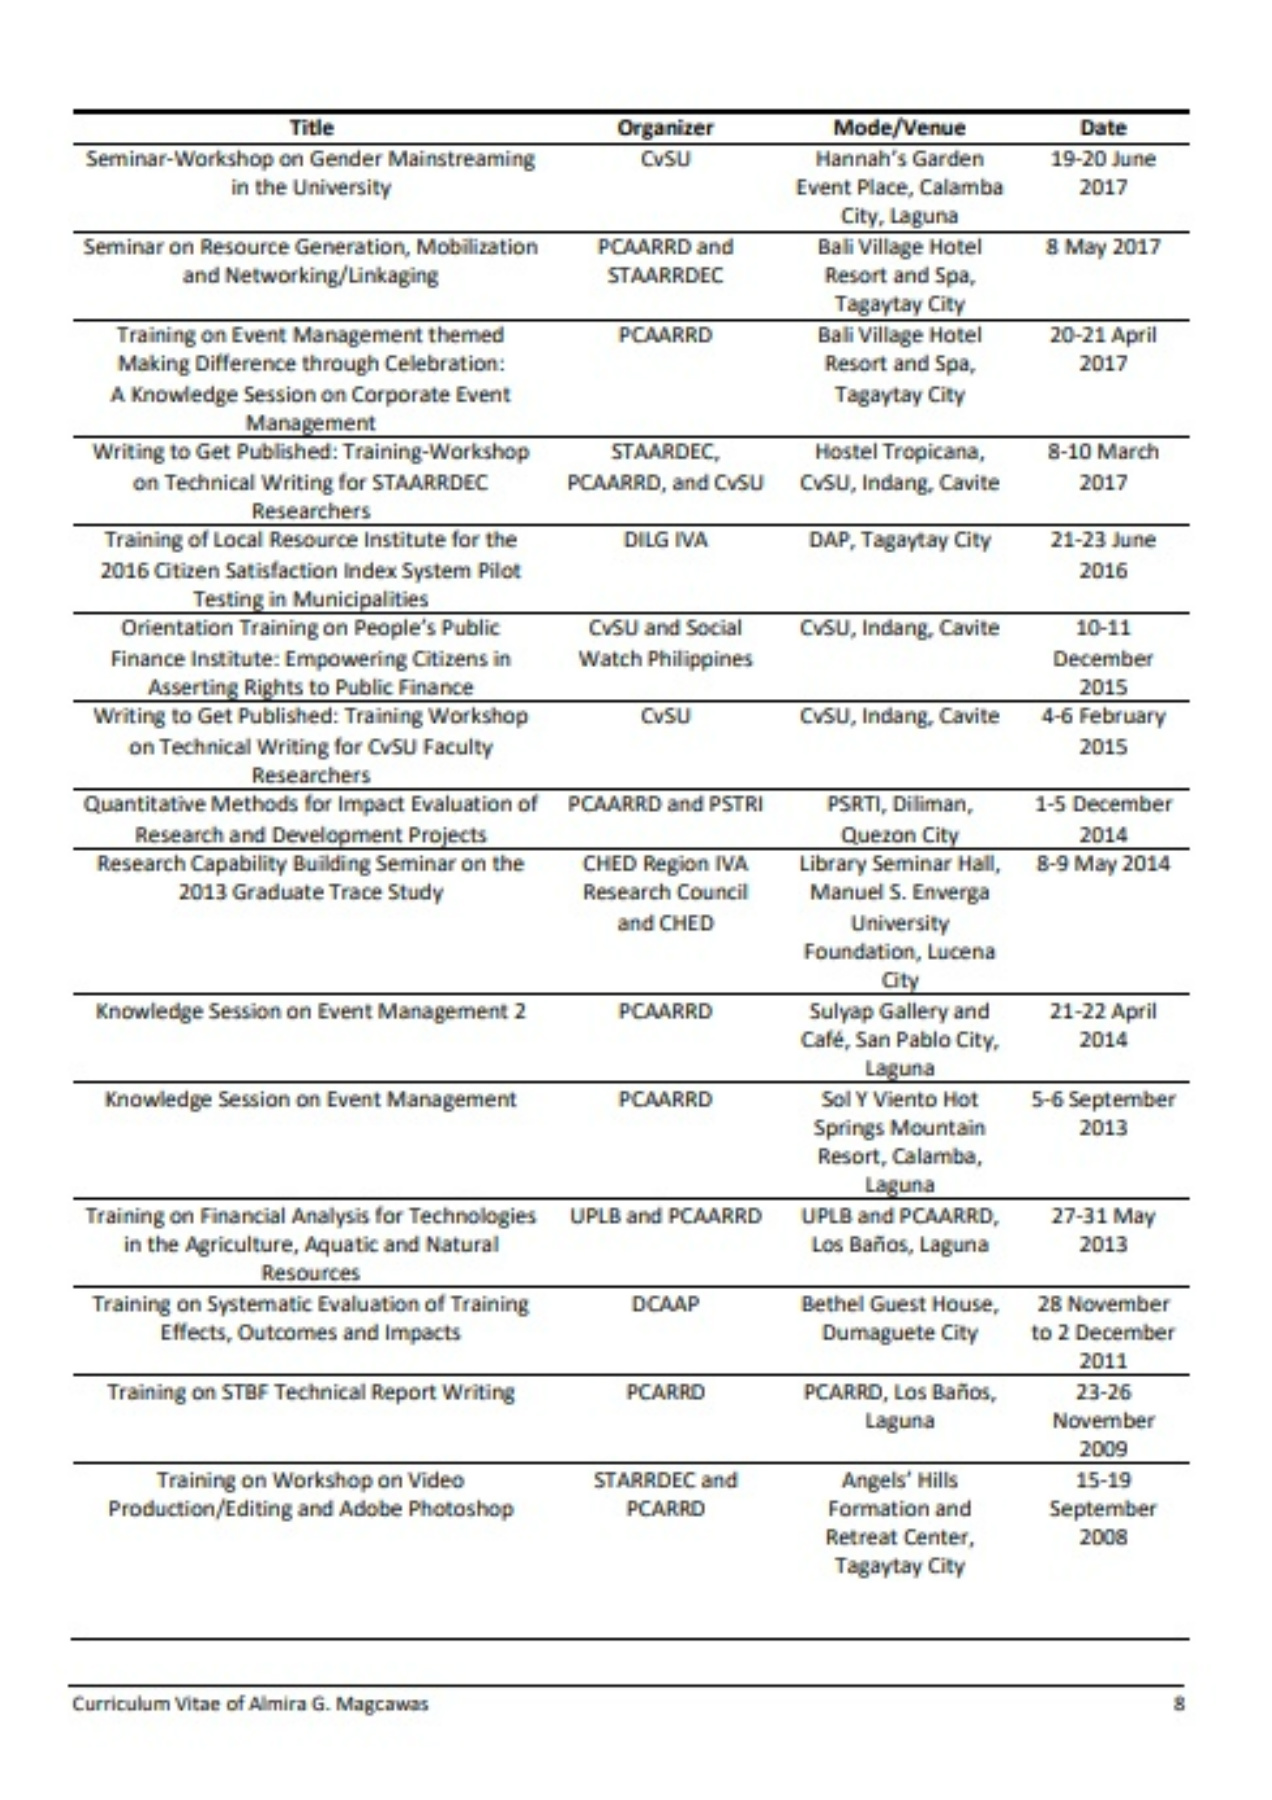 Title Organizer Mode/Venue Date
Seminar-Workshop on Gender Mainstreaming CvSU Hannah's Garden 19-20 June
in the University Event Place, Calamba 2017
City, Laguna
Seminar on Resource Generation, Mobilization PCAARRD and Bali Village Hotel 8 May 2017
and Networking/Linkaging STAARRDEC Resort and Spa,
Tagaytay City
Training on Event Management themed PCAARRD Bali Village Hotel 20-21 April
Making Difference through Celebration: Resort and Spa, 2017
A Knowledge Session on Corporate Event Tagaytay City
Management
Writing to Get Published: Training-Workshop STAARDEC, Hostel Tropicana, 8-10 March
on Technical Writing for STAARRDEC PCAARRD, and CvSU CvSU, Indang, Cavite 2017
Researchers
Training of Local Resource Institute for the DILG IVA DAP, Tagaytay City 21-23 June
2016 Citizen Satisfaction Index System Pilot 2016
Testing in Municipalities
Orientation Training on People's Public CvSU and Social CvSU, Indang, Cavite 10-11
Finance Institute: Empowering Citizens in Watch Philippines December
Asserting Rights to Public Finance 2015
Writing to Get Published: Training Workshop CvSU CvSU, Indang, Cavite 4-6 February
on Technical Writing for CvSU Faculty 2015
Researchers
Quantitative Methods for Impact Evaluation of PCAARRD and PSTRI PSRTI, Diliman, 1-5 December
Research and Development Projects Quezon City 2014
Research Capability Building Seminar on the CHED Region IVA Library Seminar Hall, 8-9 May 2014
2013 Graduate Trace Study Research Council Manuel S. Enverga
and CHED University
Foundation, Lucena
City
Knowledge Session on Event Management 2 PCAARRD Sulyap Gallery and 21-22 April
Café, San Pablo City, 2014
Laguna
Knowledge Session on Event Management PCAARRD Sol Y Viento Hot 5-6 September
Springs Mountain 2013
Resort, Calamba,
Laguna
Training on Financial Analysis for Technologies UPLB and PCAARRD UPLB and PCAARRD, 27-31 May
in the Agriculture, Aquatic and Natural Los Baños, Laguna 2013
Resources
Training on Systematic Evaluation of Training DCAAP Bethel Guest House, 28 November
Effects, Outcomes and Impacts Dumaguete City to 2 December
2011
Training on STBF Technical Report Writing PCARRD PCARRD, Los Baños, 23-26
Laguna November
2009
Training on Workshop on Video STARRDEC and Angels' Hills 15-19
Production/Editing and Adobe Photoshop PCARRD Formation and September
Retreat Center, 2008
Tagaytay City
Curriculum Vitae of Almira G. Magcawas 8